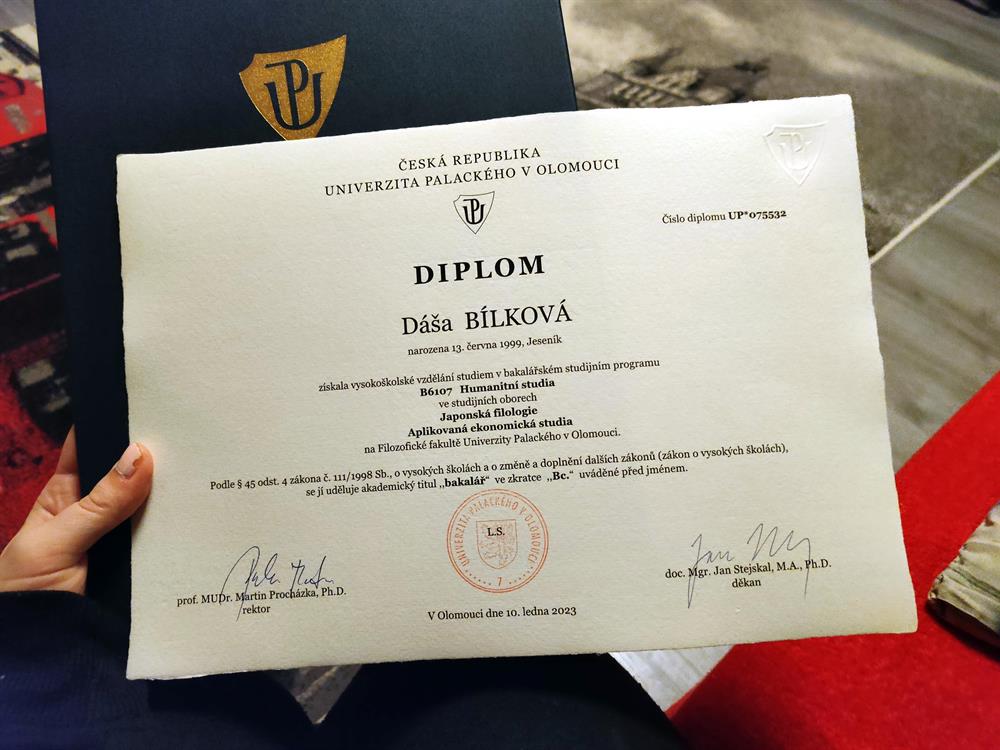 UP
ČESKÁ REPUBLIKA
UNIVERZITA PALACKÉHO V OLOMOUCI
UP
Číslo diplomu UP*075532
DIPLOM
Dáša BÍLKOVÁ
narozena 13. června 1999, Jeseník
získala vysokoškolské vzdělání studiem v bakalářském studijním programu
B6107 Humanitní studia
ve studijních oborech
Japonská filologie
Aplikovaná ekonomická studia
na Filozofické fakultě Univerzity Palackého v Olomouci.
Podle § 45 odst. 4 zákona č. 111/1998 Sb., o vysokých školách a o změně a doplnění dalších zákonů (zákon o vysokých školách),
se jí uděluje akademický titul ,,bakalář“ ve zkratce ,,Bc.“ uváděné před jménem.
UNIVERZITA PALACKÉHO V OLOMOUCI
L.S.
7
prof. MUDr. Martin Procházka, Ph.D.
rektor
doc. Mgr. Jan Stejskal, M.A., Ph.D.
děkan
V Olomouci dne 10. ledna 2023